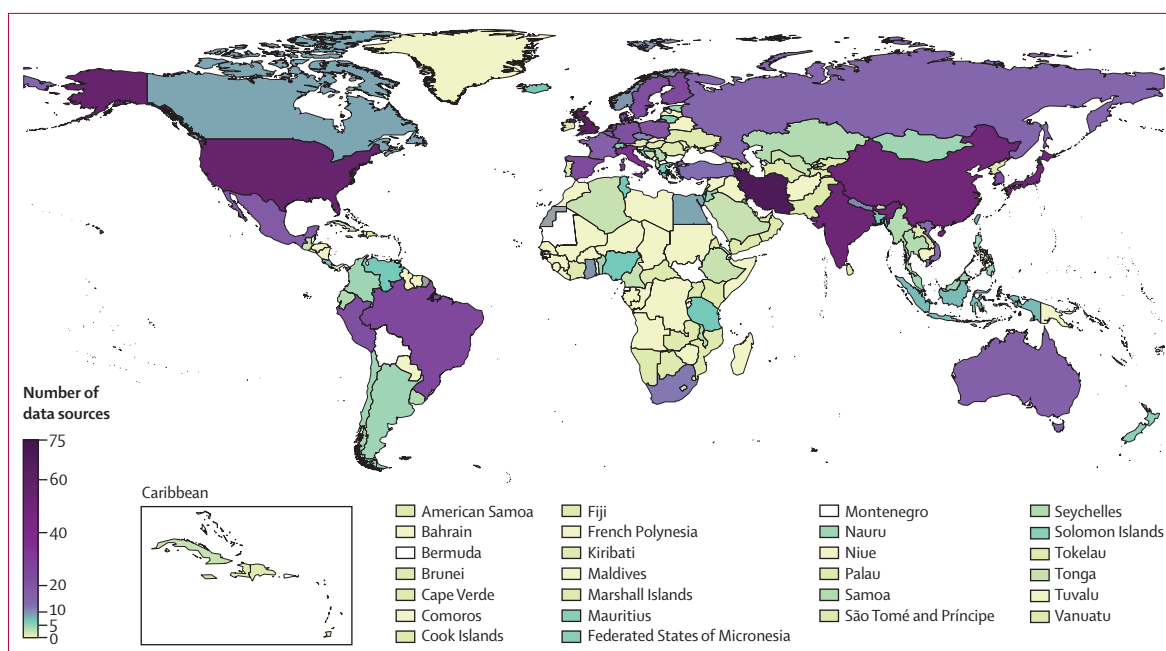 Number of
data sources
75
60
40
20
10
5
0
Caribbean
American Samoa
Bahrain
Bermuda
Brunei
Cape Verde
Comoros
Cook Islands
Fiji
French Polynesia
Kiribati
Maldives
Marshall Islands
Mauritius
Federated States of Micronesia
Montenegro
Nauru
Niue
Palau
Samoa
São Tomé and Príncipe
Seychelles
Solomon Islands
Tokelau
Tonga
Tuvalu
Vanuatu